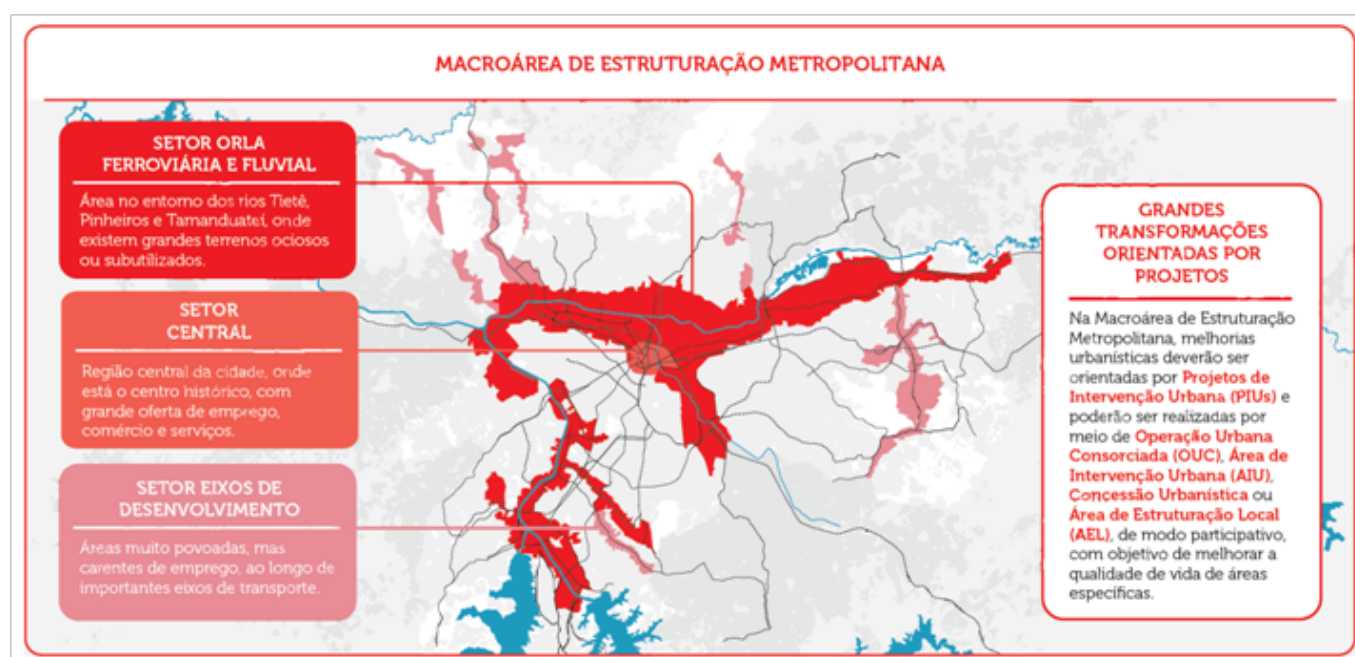 MACROÁREA DE ESTRUTURAÇÃO METROPOLITANA
SETOR ORLA
FERROVIÁRIA E FLUVIAL
Área no entorno dos rios Tietê,
Pinheiros e Tamanduateí, onde
existem grandes terrenos ociosos
ou subutilizados.
SETOR
CENTRAL
Região central da cidade, onde
está o centro histórico, com
grande oferta de emprego,
comércio e serviços.
SETOR EIXOS DE
DESENVOLVIMENTO
Áreas muito povoadas, mas
carentes de emprego, ao longo de
importantes eixos de transporte.
GRANDES
TRANSFORMAÇÕES
ORIENTADAS POR
PROJETOS
Na Macroárea de Estruturação
Metropolitana, melhorias
urbanísticas deverão ser
orientadas por Projetos de
Intervenção Urbana (PIUs) e
poderão ser realizadas por
meio de Operação Urbana
Consorciada (OUC), Área de
Intervenção Urbana (AIU),
Concessão Urbanística ou
Área de Estruturação Local
(AEL), de modo participativo,
com objetivo de melhorar a
qualidade de vida de áreas
específicas.